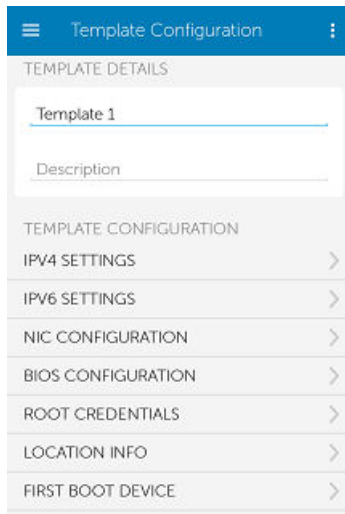 Template Configuration
TEMPLATE DETAILS
Template 1
Description
TEMPLATE CONFIGURATION
IPV4 SETTINGS
IPV6 SETTINGS
NIC CONFIGURATION
BIOS CONFIGURATION
ROOT CREDENTIALS
LOCATION INFO
FIRST BOOT DEVICE